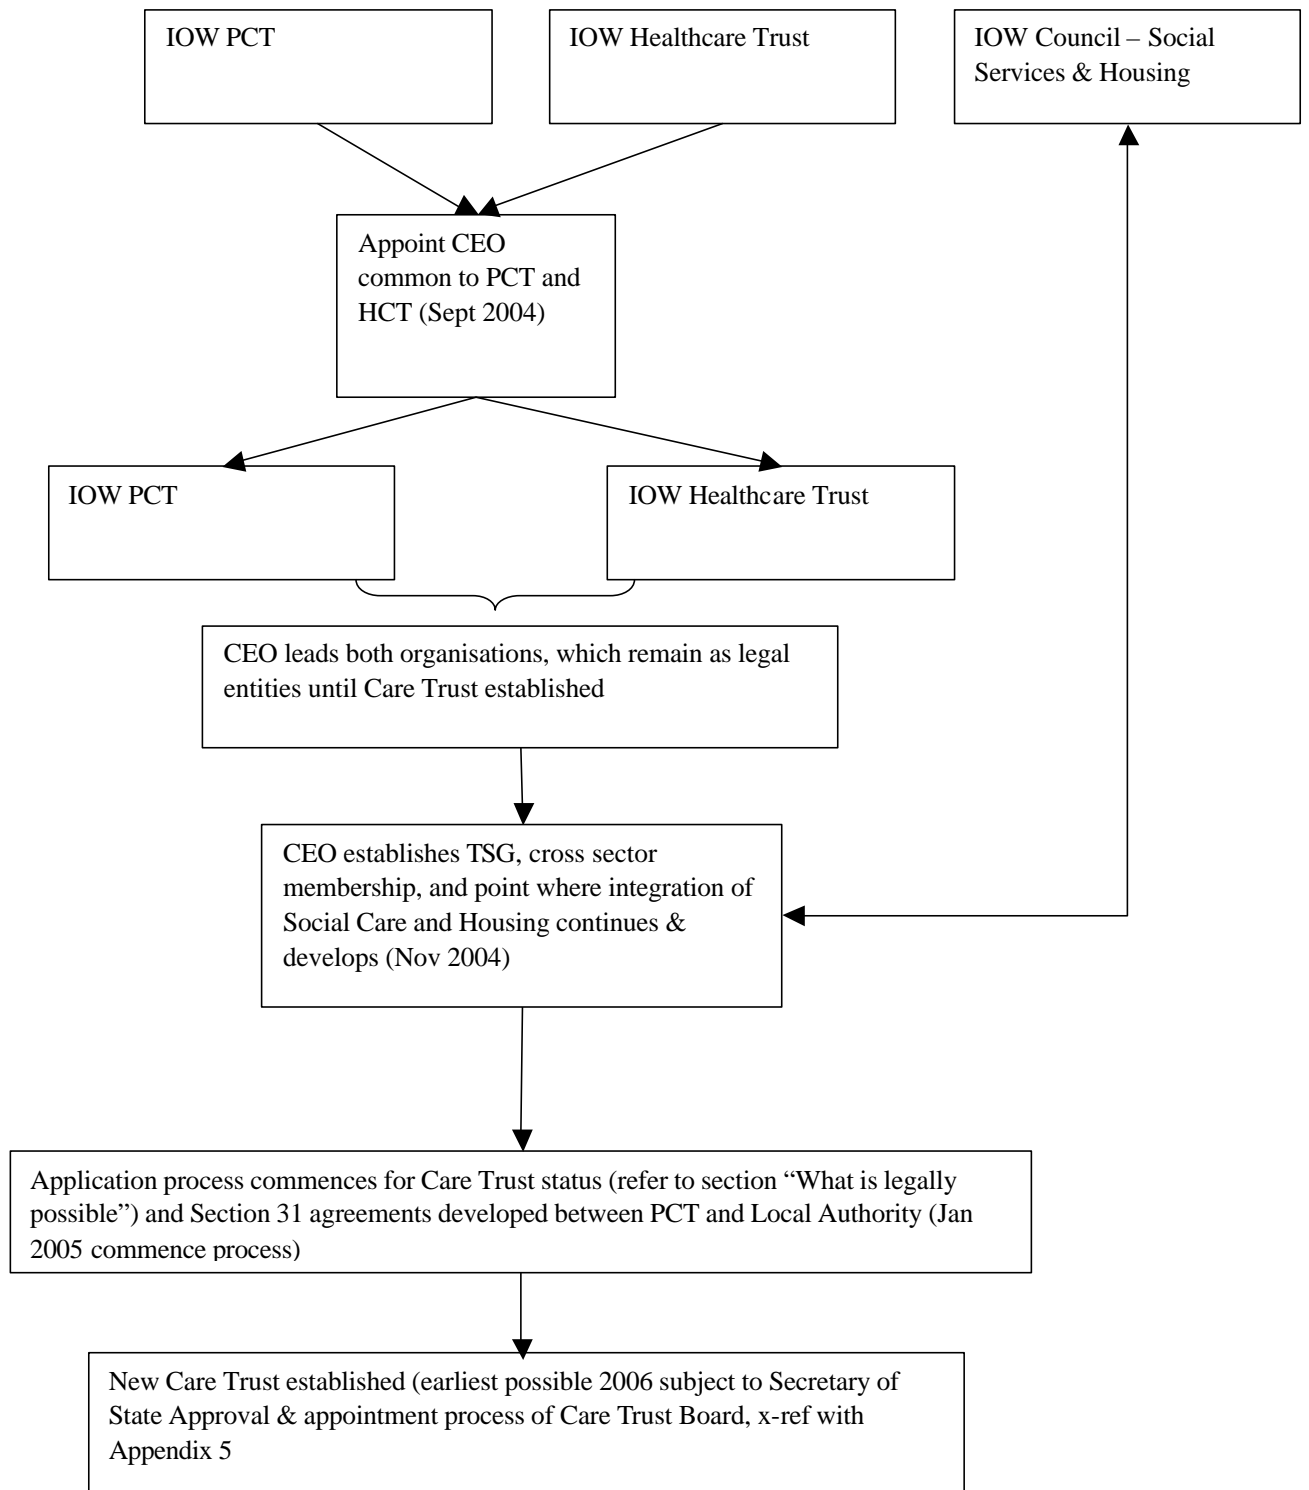 IOW PCT
IOW Healthcare Trust
IOW Council – Social
Services & Housing
Appoint CEO
common to PCT and
HCT (Sept 2004)
IOW PCT
IOW Healthcare Trust
CEO leads both organisations, which remain as legal
entities until Care Trust established
CEO establishes TSG, cross sector
membership, and point where integration of
Social Care and Housing continues &
develops (Nov 2004)
Application process commences for Care Trust status (refer to section “What is legally
possible”) and Section 31 agreements developed between PCT and Local Authority (Jan
2005 commence process)
New Care Trust established (earliest possible 2006 subject to Secretary of
State Approval & appointment process of Care Trust Board, x-ref with
Appendix 5